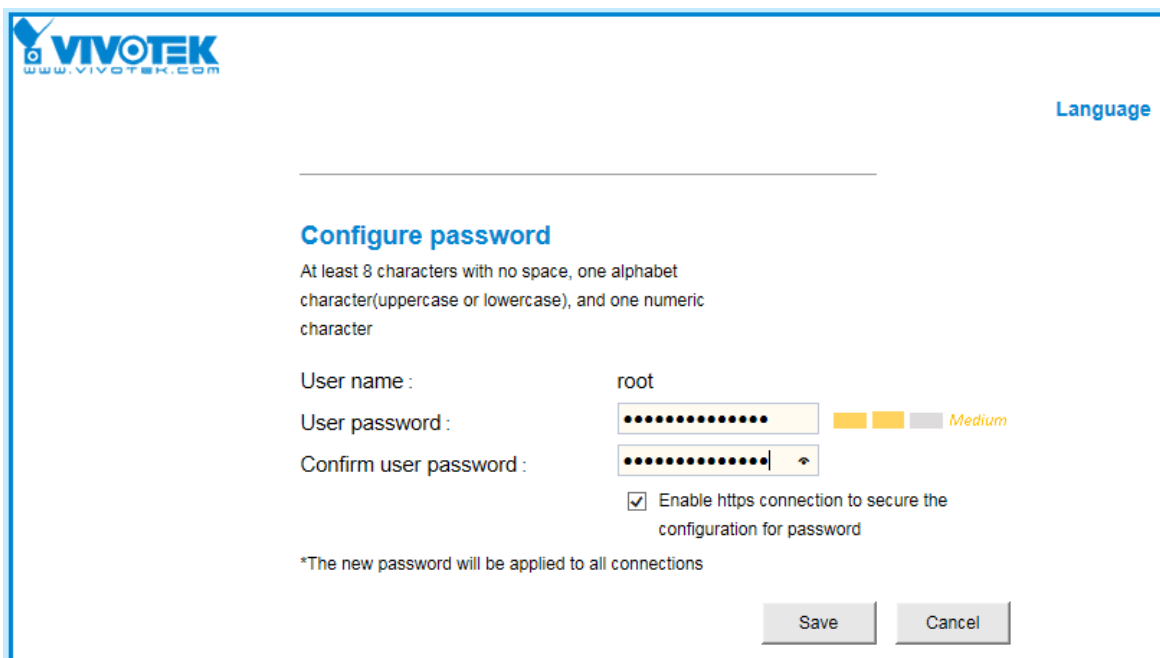 VIVOTEK
www.vivotek.com
Language
Configure password
At least 8 characters with no space, one alphabet
character(uppercase or lowercase), and one numeric
character
User name : root
User password : •••••••••••••• Medium
Confirm user password : ••••••••••••••
Enable https connection to secure the
configuration for password
*The new password will be applied to all connections
Save Cancel